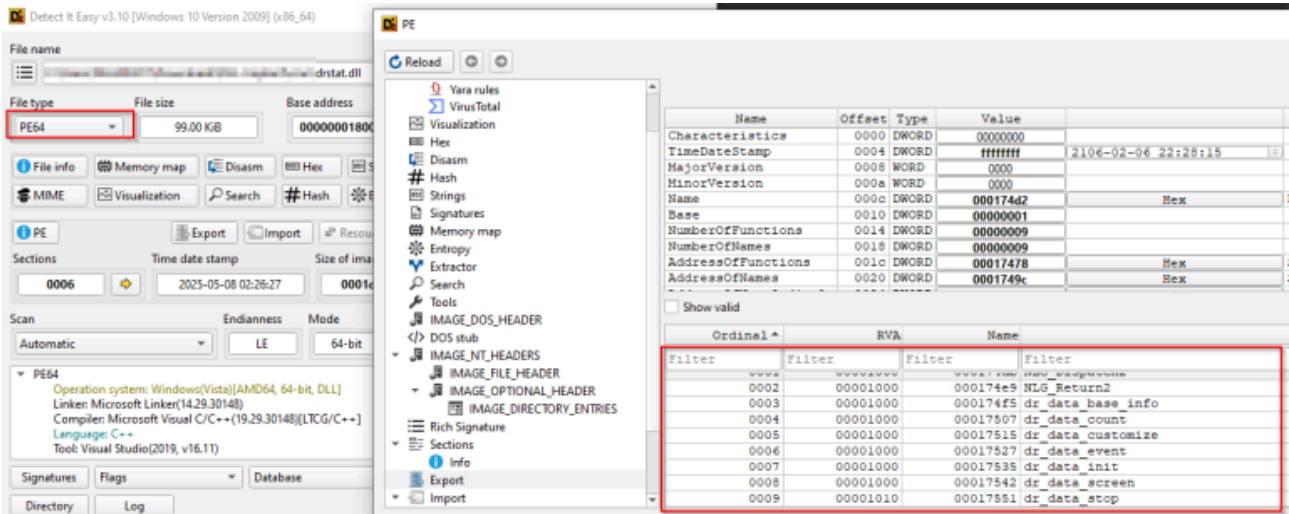 Detect It Easy v3.10 [Windows 10 Version 2009] (x86_64)
File name
drstat.dll
File type File size Base address
PE64 99.00 KiB 0000000180
File info Memory map Disasm Hex S
MIME Visualization Search Hash
PE Export Import Resou
Sections Time date stamp Size of ima
0006 2025-05-08 02:26:27 0001
Scan Endianness Mode
Automatic LE 64-bit
PE64
Operation system: Windows(Vista)[AMD64, 64-bit, DLL]
Linker: Microsoft Linker(14.29.30148)
Compiler: Microsoft Visual C/C++(19.29.30148)[LTCG/C++]
Language: C++
Tool: Visual Studio(2019, v16.11)
Signatures Flags Database
Directory Log
PE
Reload
Yara rules
VirusTotal
Visualization
Hex
Disasm
Hash
Strings
Signatures
Memory map
Entropy
Extractor
Search
Tools
IMAGE_DOS_HEADER
DOS stub
IMAGE_NT_HEADERS
IMAGE_FILE_HEADER
IMAGE_OPTIONAL_HEADER
IMAGE_DIRECTORY_ENTRIES
Rich Signature
Sections
Info
Export
Import
Name Offset Type Value
Characteristics 0000 DWORD 00000000
TimeDateStamp 0004 DWORD ffffffff 2106-02-06 22:28:15
MajorVersion 0008 WORD 0000
MinorVersion 000a WORD 0000
Name 000c DWORD 000174d2 Hex
Base 0010 DWORD 00000001
NumberOfFunctions 0014 DWORD 00000009
NumberOfNames 0018 DWORD 00000009
AddressOfFunctions 001c DWORD 00017478 Hex
AddressOfNames 0020 DWORD 0001749c Hex
Show valid
Ordinal RVA Name
Filter Filter Filter Filter
0002 00001000 000174e9 NLG_Return2
0003 00001000 000174f5 dr_data_base_info
0004 00001000 00017507 dr_data_count
0005 00001000 00017515 dr_data_customize
0006 00001000 00017527 dr_data_event
0007 00001000 00017535 dr_data_init
0008 00001000 00017542 dr_data_screen
0009 00001010 00017551 dr_data_stop